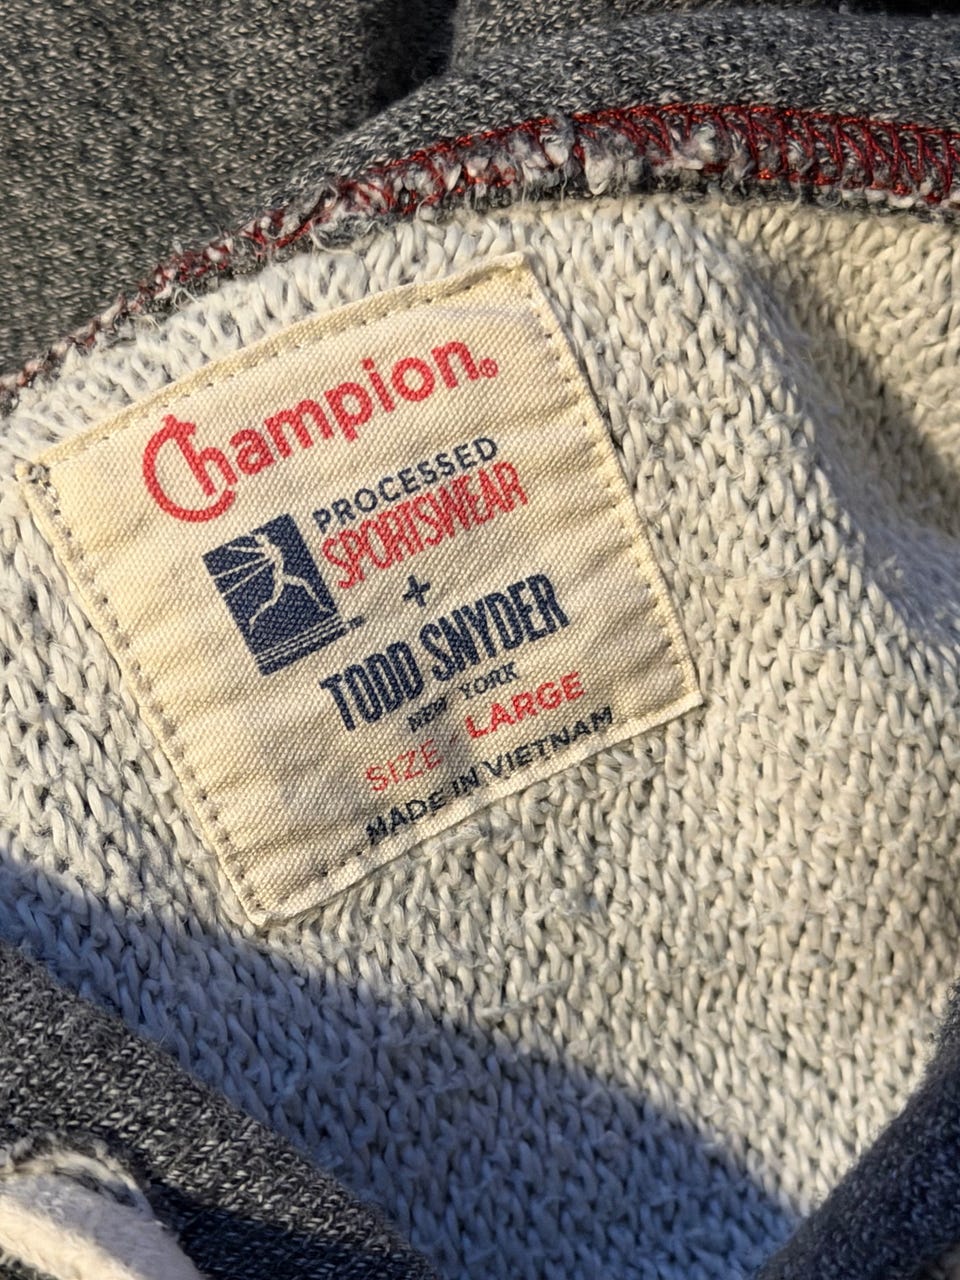 Champion®
PROCESSED
SPORTSWEAR
+
TODD SNYDER
NEW YORK
SIZE LARGE
MADE IN VIETNAM